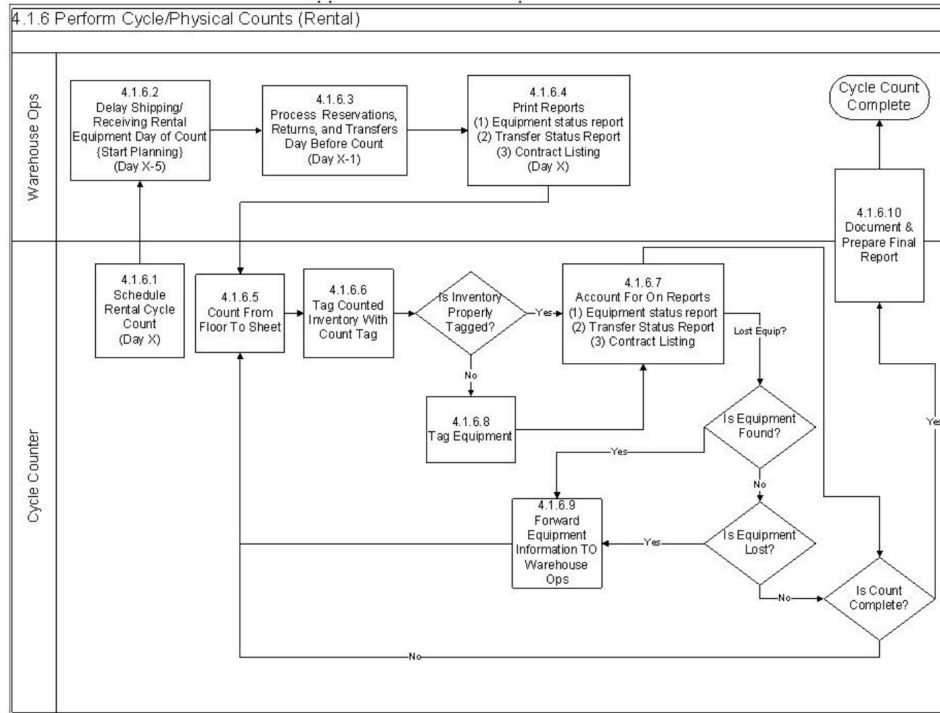 4.1.6 Perform Cycle/Physical Counts (Rental)
Warehouse Ops
4.1.6.2
Delay Shipping/
Receiving Rental
Equipment Day of Count
{Start Planning}
(Day X-5)
4.1.6.3
Process Reservations,
Returns, and Transfers
Day Before Count
(Day X-1)
4.1.6.4
Print Reports
(1) Equipment status report
(2) Transfer Status Report
(3) Contract Listing
(Day X)
Cycle Count
Complete
4.1.6.10
Document &
Prepare Final
Report
Cycle Counter
4.1.6.1
Schedule
Rental Cycle
Count
(Day X)
4.1.6.5
Count From
Floor To Sheet
4.1.6.6
Tag Counted
Inventory With
Count Tag
Is Inventory
Properly
Tagged?
Yes
4.1.6.7
Account For On Reports
(1) Equipment status report
(2) Transfer Status Report
(3) Contract Listing
Lost Equip?
No
4.1.6.8
Tag Equipment
Is Equipment
Found?
Yes
Yes
No
4.1.6.9
Forward
Equipment
Information TO
Warehouse
Ops
Yes
Is Equipment
Lost?
No
Is Count
Complete?
No